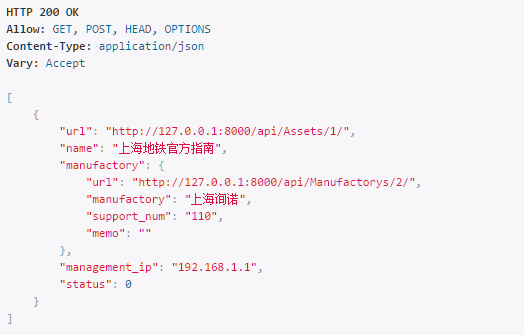 HTTP 200 OK
Allow: GET, POST, HEAD, OPTIONS
Content-Type: application/json
Vary: Accept
[
    {
        "url": "http://127.0.0.1:8000/api/Assets/1/",
        "name": "上海地铁官方指南",
        "manufactory": {
            "url": "http://127.0.0.1:8000/api/Manufactorys/2/",
            "manufactory": "上海询诺",
            "support_num": "110",
            "memo": ""
        },
        "management_ip": "192.168.1.1",
        "status": 0
    }
]